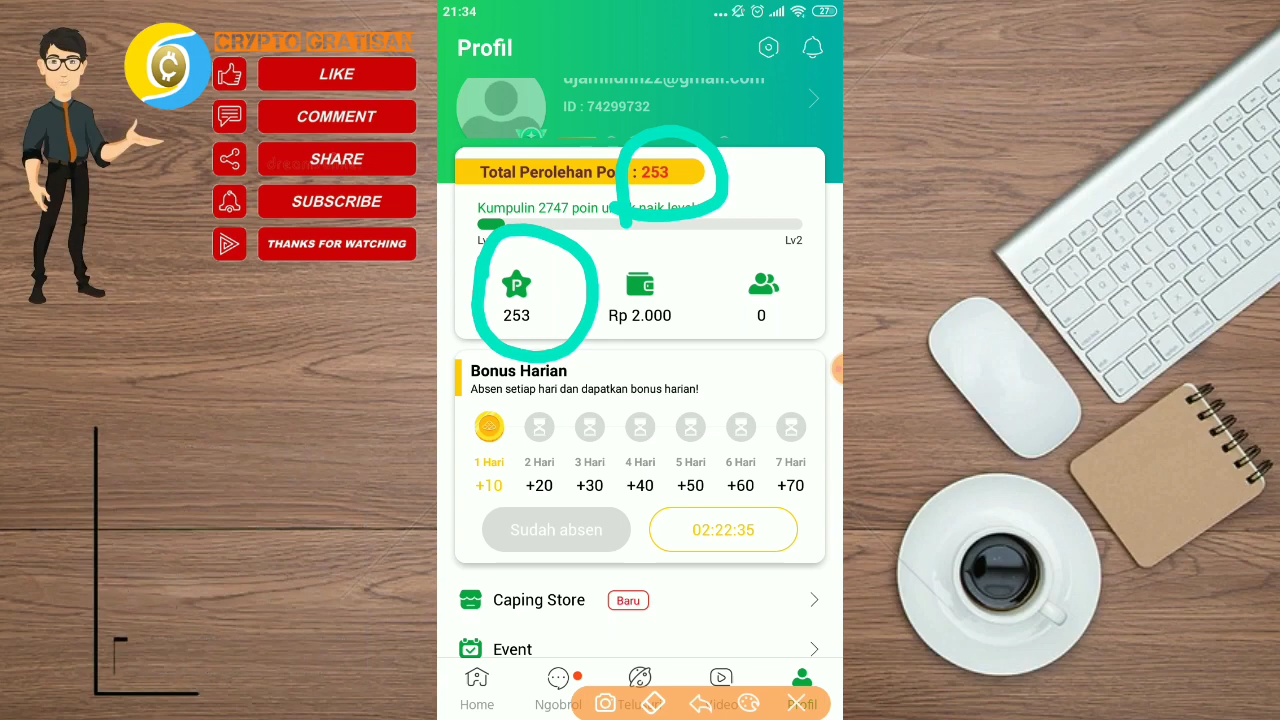 CRYPTO GRATISAN
LIKE
COMMENT
SHARE
SUBSCRIBE
THANKS FOR WATCHING
21:34
27
Profil
djamiluhh22@gmail.com
ID : 74299732
Total Perolehan Po : 253
Kumpulin 2747 poin untuk naik level
Lv2
253
Rp 2.000
0
Bonus Harian
Absen setiap hari dan dapatkan bonus harian!
1 Hari 2 Hari 3 Hari 4 Hari 5 Hari 6 Hari 7 Hari
+10 +20 +30 +40 +50 +60 +70
Sudah absen
02:22:35
Caping Store
Baru
Event
Home
Ngobrol
Video
Profil